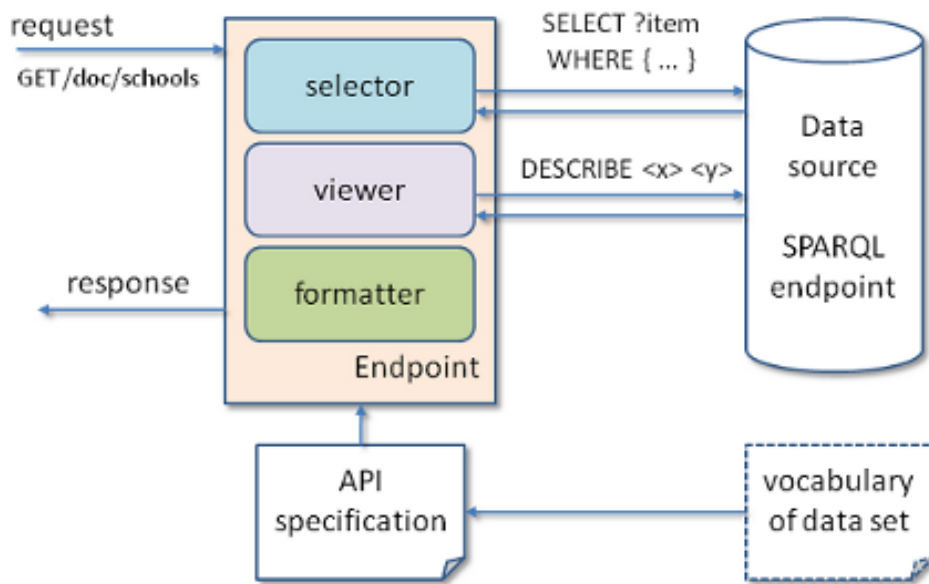 request
GET /doc/schools
selector
viewer
formatter
Endpoint
response
SELECT ?item
WHERE { ... }
DESCRIBE <x> <y>
Data
source
SPARQL
endpoint
API
specification
vocabulary
of data set